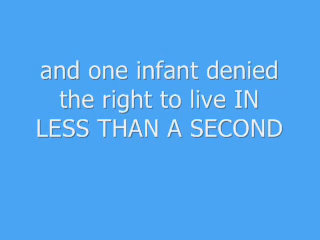 and one infant denied
the right to live IN
LESS THAN A SECOND